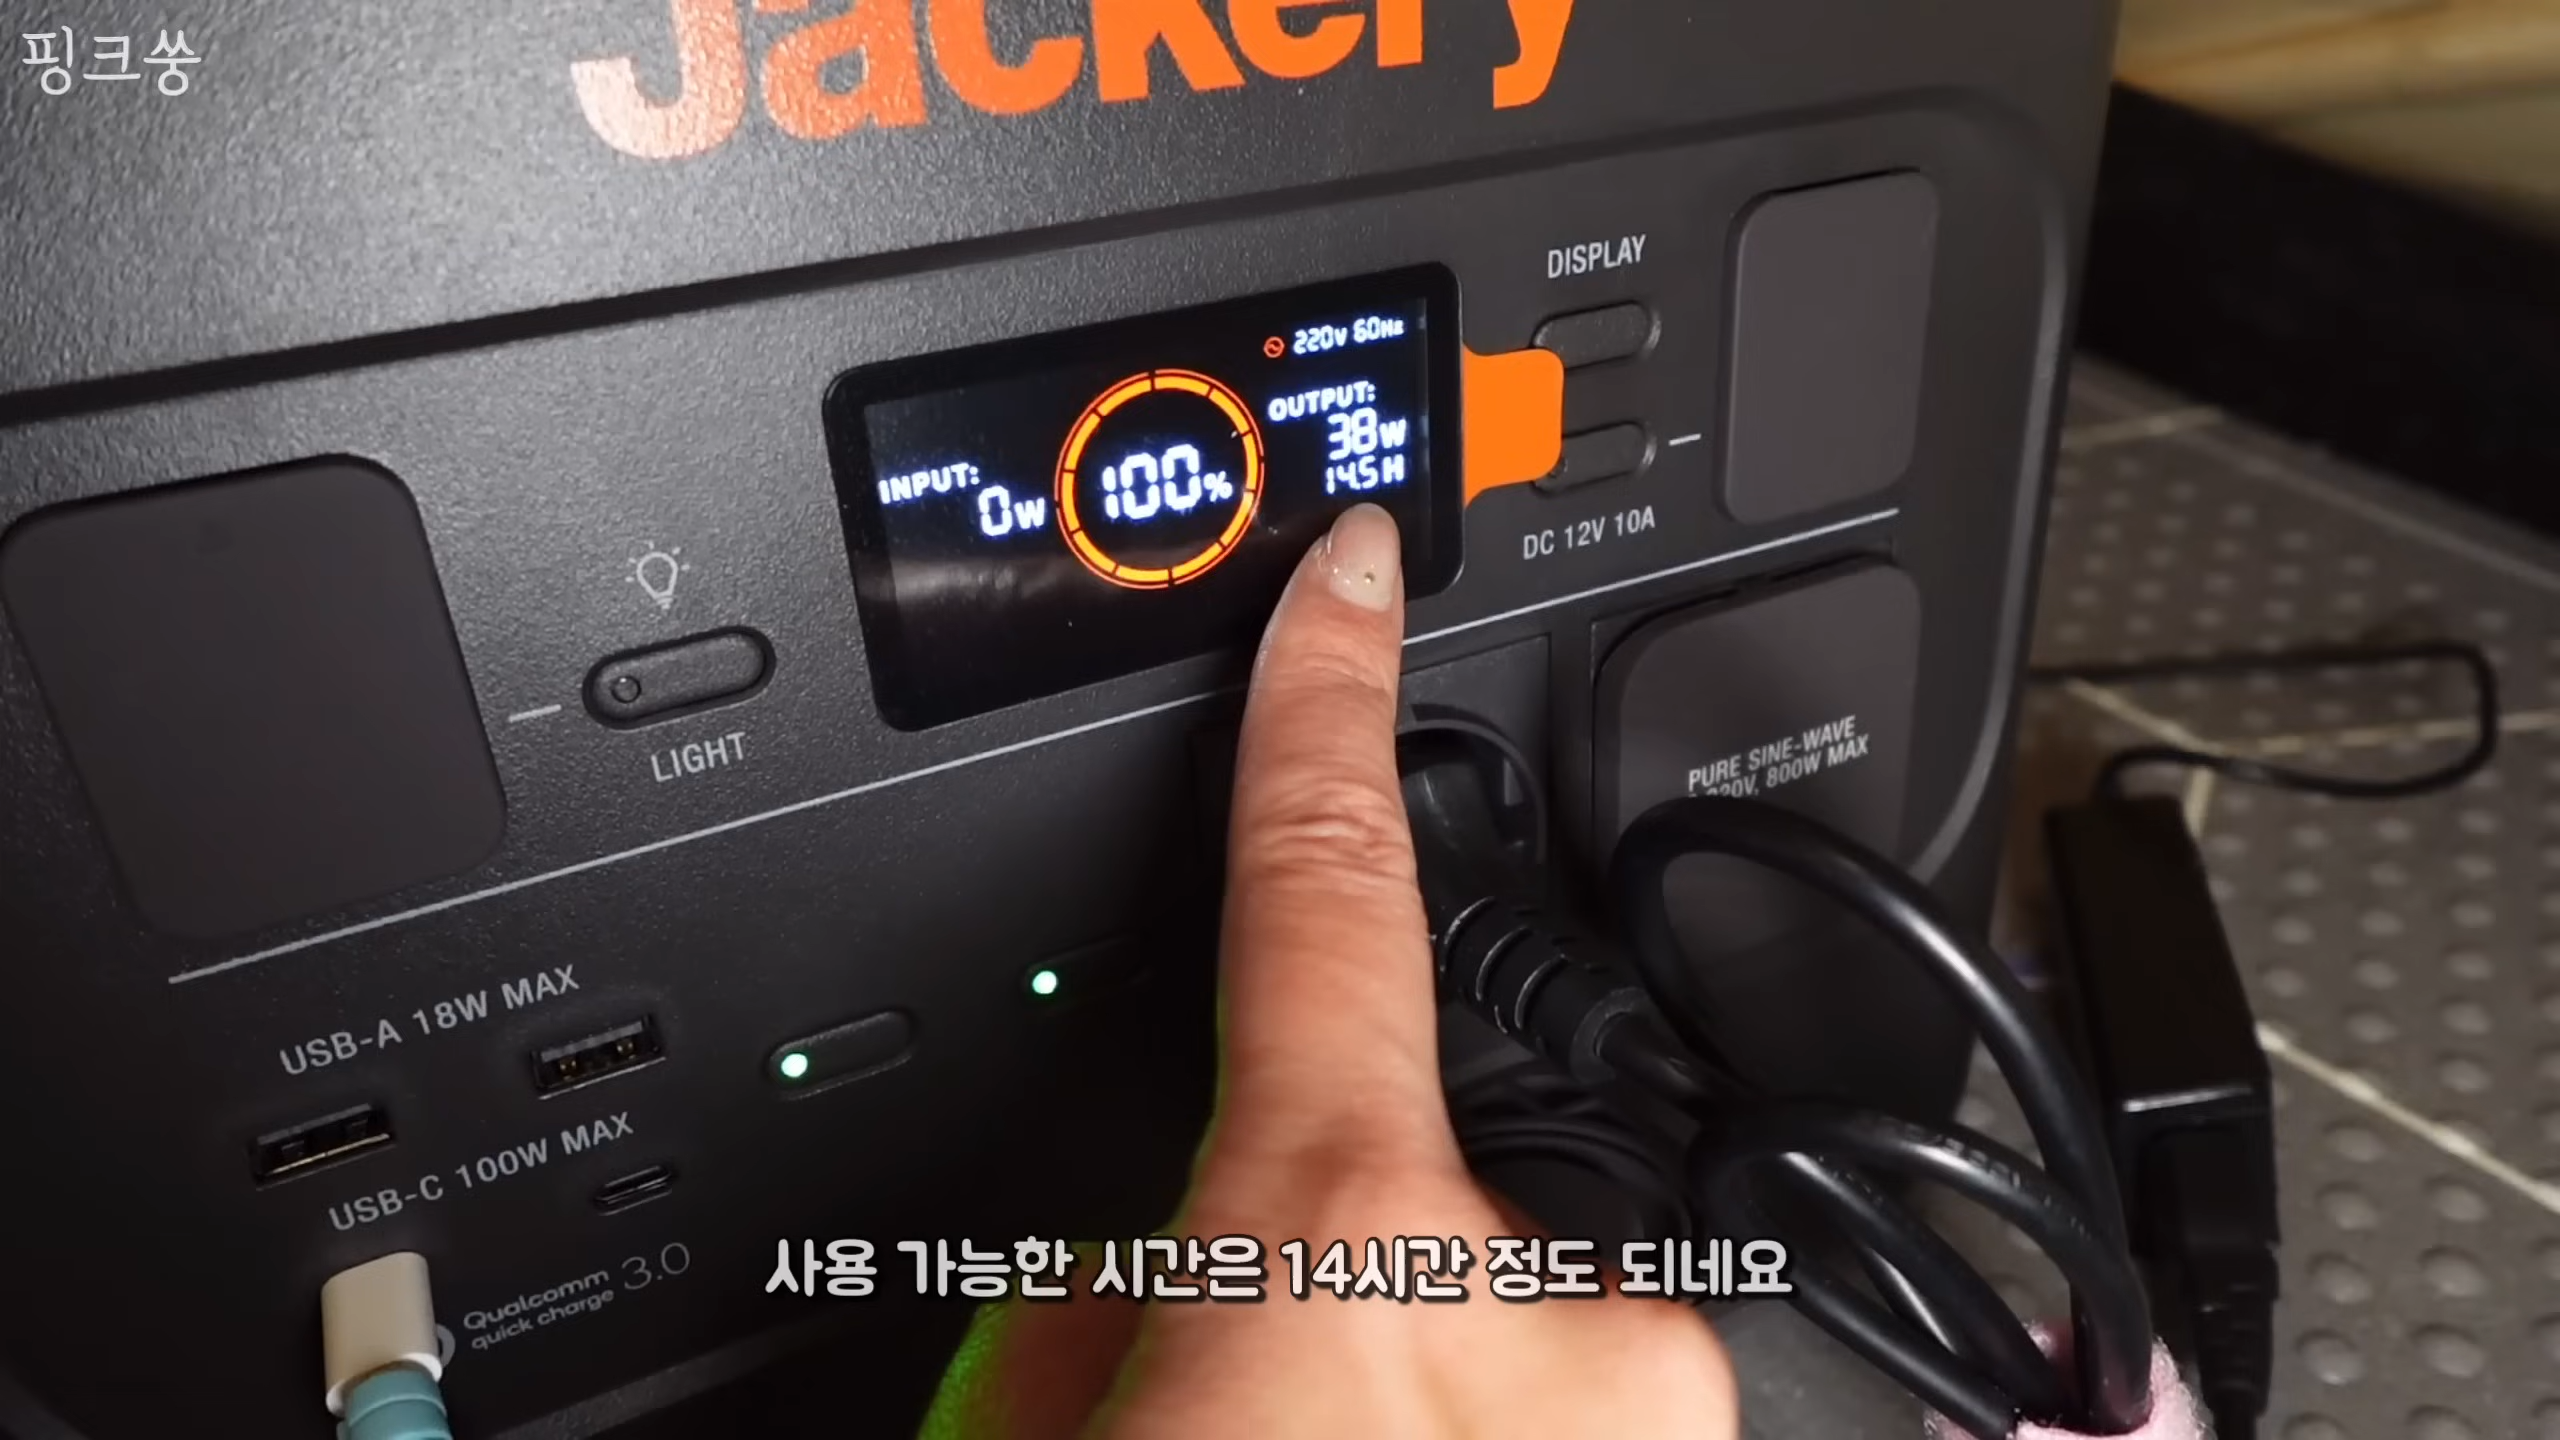 핑크쏭
Jackery
DISPLAY
220V 60Hz
OUTPUT:
38W
14.5H
INPUT:
0W
100%
DC 12V 10A
LIGHT
PURE SINE-WAVE
220V, 800W MAX
USB-A 18W MAX
USB-C 100W MAX
Qualcomm
quick charge 3.0
사용 가능한 시간은 14시간 정도 되네요